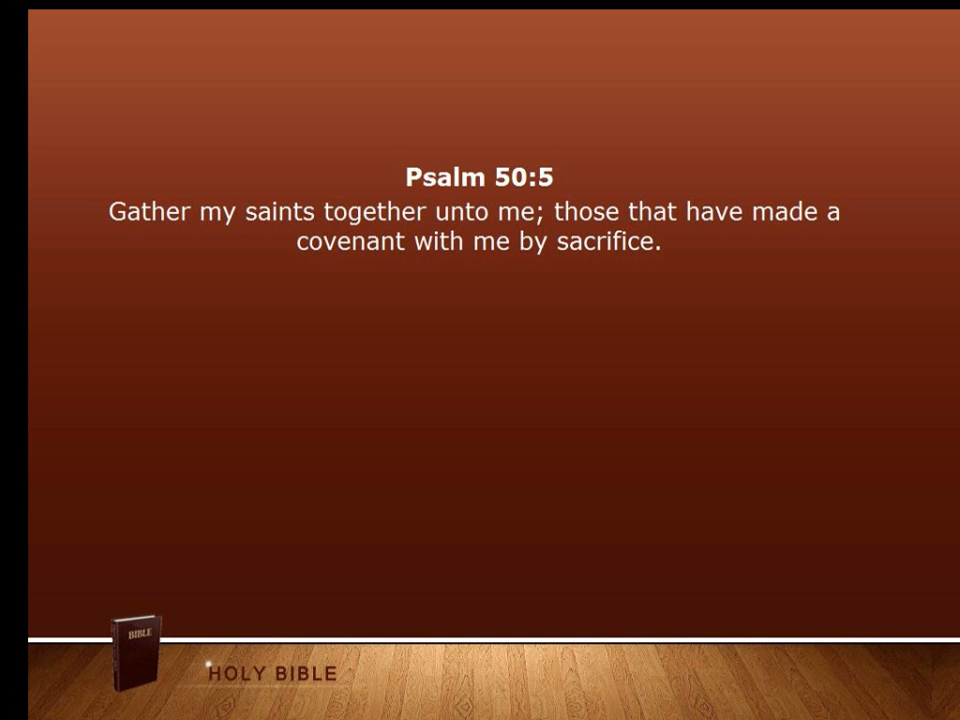 Psalm 50:5
Gather my saints together unto me; those that have made a
covenant with me by sacrifice.
BIBLE
HOLY BIBLE